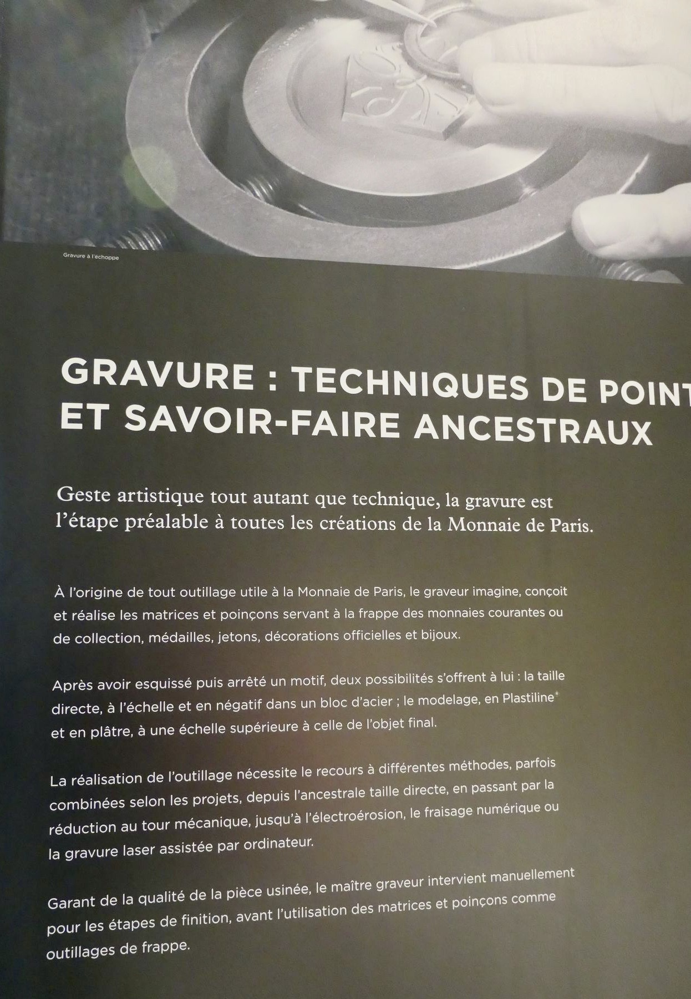 Gravure à l'échoppe
GRAVURE : TECHNIQUES DE POINT
ET SAVOIR-FAIRE ANCESTRAUX
Geste artistique tout autant que technique, la gravure est
l'étape préalable à toutes les créations de la Monnaie de Paris.
À l'origine de tout outillage utile à la Monnaie de Paris, le graveur imagine, conçoit
et réalise les matrices et poinçons servant à la frappe des monnaies courantes ou
de collection, médailles, jetons, décorations officielles et bijoux.
Après avoir esquissé puis arrêté un motif, deux possibilités s'offrent à lui : la taille
directe, à l'échelle et en négatif dans un bloc d'acier ; le modelage, en Plastiline®
et en plâtre, à une échelle supérieure à celle de l'objet final.
La réalisation de l'outillage nécessite le recours à différentes méthodes, parfois
combinées selon les projets, depuis l'ancestrale taille directe, en passant par la
réduction au tour mécanique, jusqu'à l'électroérosion, le fraisage numérique ou
la gravure laser assistée par ordinateur.
Garant de la qualité de la pièce usinée, le maître graveur intervient manuellement
pour les étapes de finition, avant l'utilisation des matrices et poinçons comme
outillages de frappe.